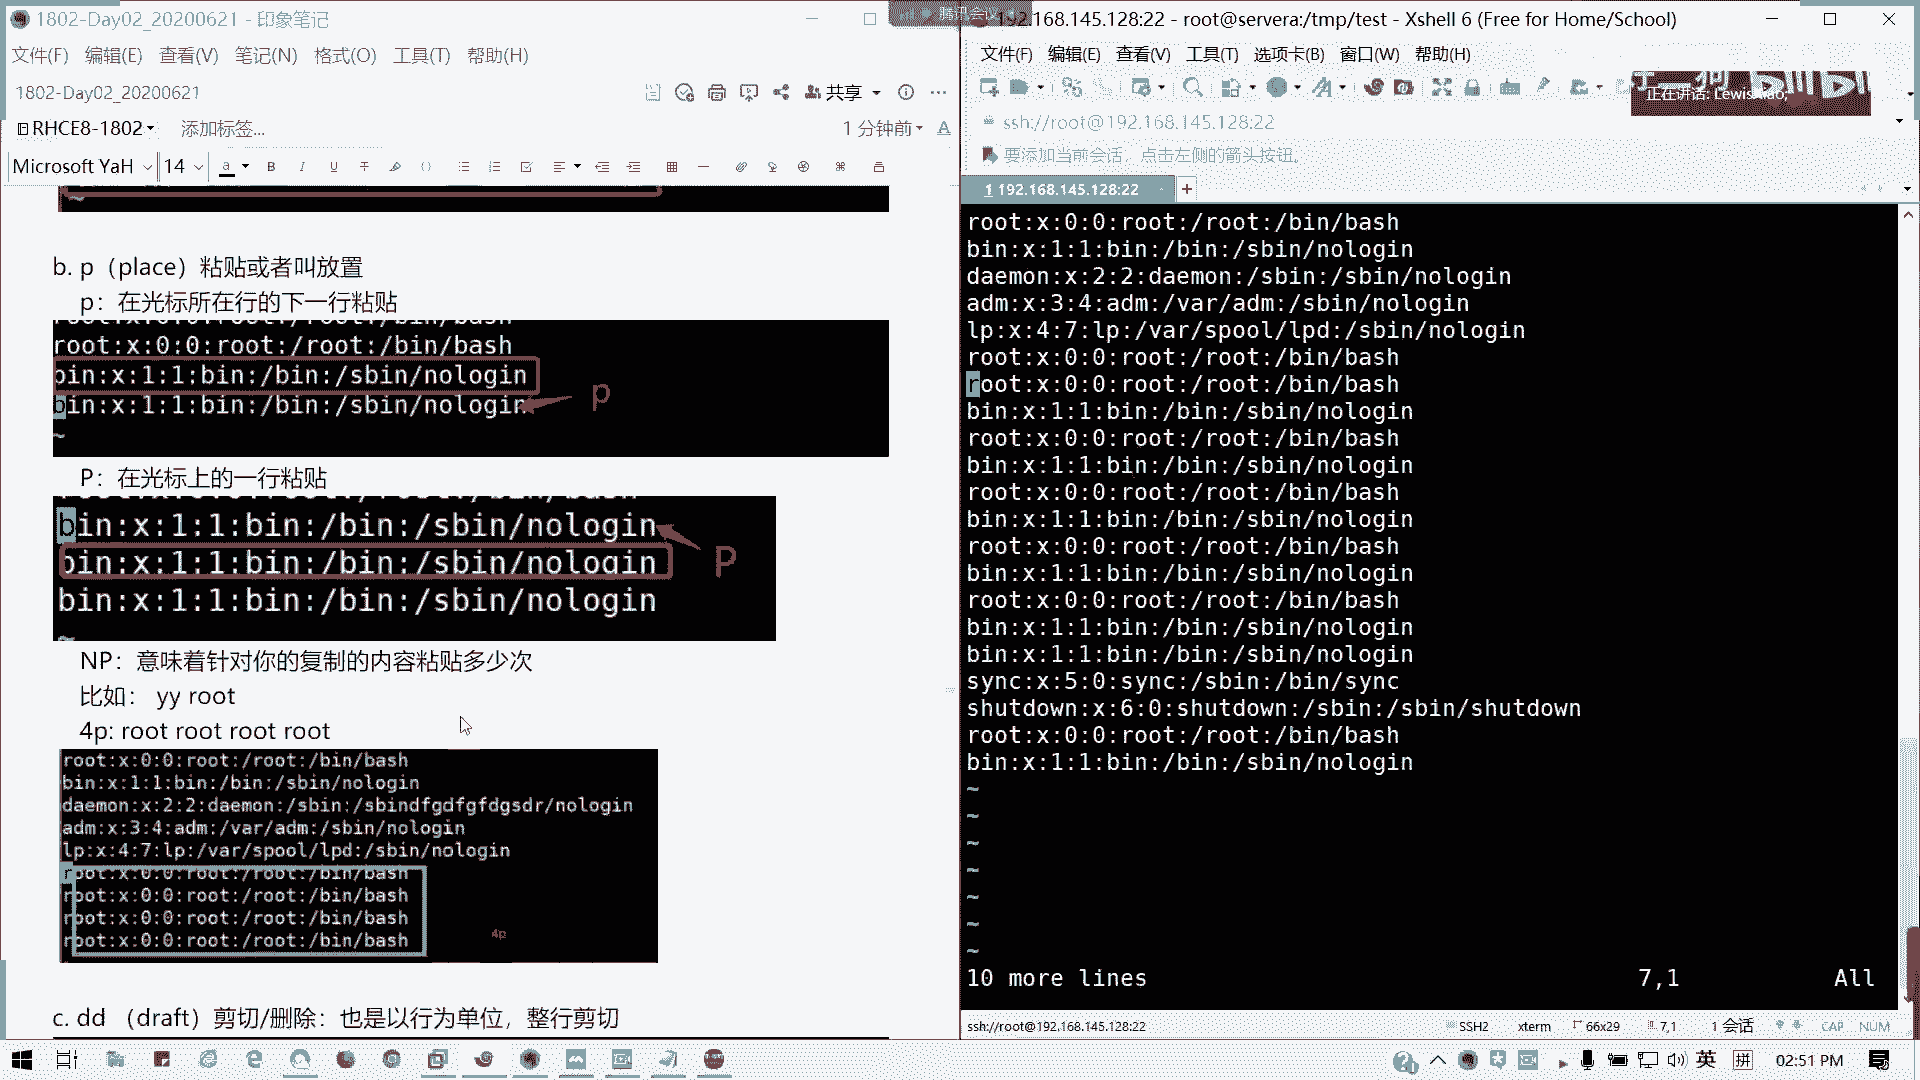 1802-Day02_20200621 - 印象笔记
文件(F) 编辑(E) 查看(V) 笔记(N) 格式(O) 工具(T) 帮助(H)
1802-Day02_20200621
共享
RHCE8-1802
添加标签...
1 分钟前
Microsoft YaH 14
b. p（place）粘贴或者叫放置
p：在光标所在行的下一行粘贴
root:x:0:0:root:/root:/bin/bash
root:x:0:0:root:/root:/bin/bash
bin:x:1:1:bin:/bin:/sbin/nologin
bin:x:1:1:bin:/bin:/sbin/nologin
p
~
P：在光标上的一行粘贴
bin:x:1:1:bin:/bin:/sbin/nologin
bin:x:1:1:bin:/bin:/sbin/nologin
P
bin:x:1:1:bin:/bin:/sbin/nologin
~
NP：意味着针对你的复制的内容粘贴多少次
比如： yy root
4p: root root root root
root:x:0:0:root:/root:/bin/bash
bin:x:1:1:bin:/bin:/sbin/nologin
daemon:x:2:2:daemon:/sbin:/sbindfgdfgfdgsdr/nologin
adm:x:3:4:adm:/var/adm:/sbin/nologin
lp:x:4:7:lp:/var/spool/lpd:/sbin/nologin
root:x:0:0:root:/root:/bin/bash
root:x:0:0:root:/root:/bin/bash
root:x:0:0:root:/root:/bin/bash
root:x:0:0:root:/root:/bin/bash
4p
c. dd （draft）剪切/删除：也是以行为单位，整行剪切
腾讯会议
192.168.145.128:22 - root@servera:/tmp/test - Xshell 6 (Free for Home/School)
文件(F) 编辑(E) 查看(V) 工具(T) 选项卡(B) 窗口(W) 帮助(H)
正在讲话: LewisXiao;
ssh://root@192.168.145.128:22
要添加当前会话，点击左侧的箭头按钮。
1 192.168.145.128:22
root:x:0:0:root:/root:/bin/bash
bin:x:1:1:bin:/bin:/sbin/nologin
daemon:x:2:2:daemon:/sbin:/sbin/nologin
adm:x:3:4:adm:/var/adm:/sbin/nologin
lp:x:4:7:lp:/var/spool/lpd:/sbin/nologin
root:x:0:0:root:/root:/bin/bash
root:x:0:0:root:/root:/bin/bash
bin:x:1:1:bin:/bin:/sbin/nologin
root:x:0:0:root:/root:/bin/bash
bin:x:1:1:bin:/bin:/sbin/nologin
root:x:0:0:root:/root:/bin/bash
bin:x:1:1:bin:/bin:/sbin/nologin
root:x:0:0:root:/root:/bin/bash
bin:x:1:1:bin:/bin:/sbin/nologin
root:x:0:0:root:/root:/bin/bash
bin:x:1:1:bin:/bin:/sbin/nologin
bin:x:1:1:bin:/bin:/sbin/nologin
sync:x:5:0:sync:/sbin:/bin/sync
shutdown:x:6:0:shutdown:/sbin:/sbin/shutdown
root:x:0:0:root:/root:/bin/bash
bin:x:1:1:bin:/bin:/sbin/nologin
~
~
~
~
~
~
~
10 more lines 7,1 All
ssh://root@192.168.145.128:22 SSH2 xterm 66x29 7,1 1 会话 CAP NUM
英 拼 02:51 PM